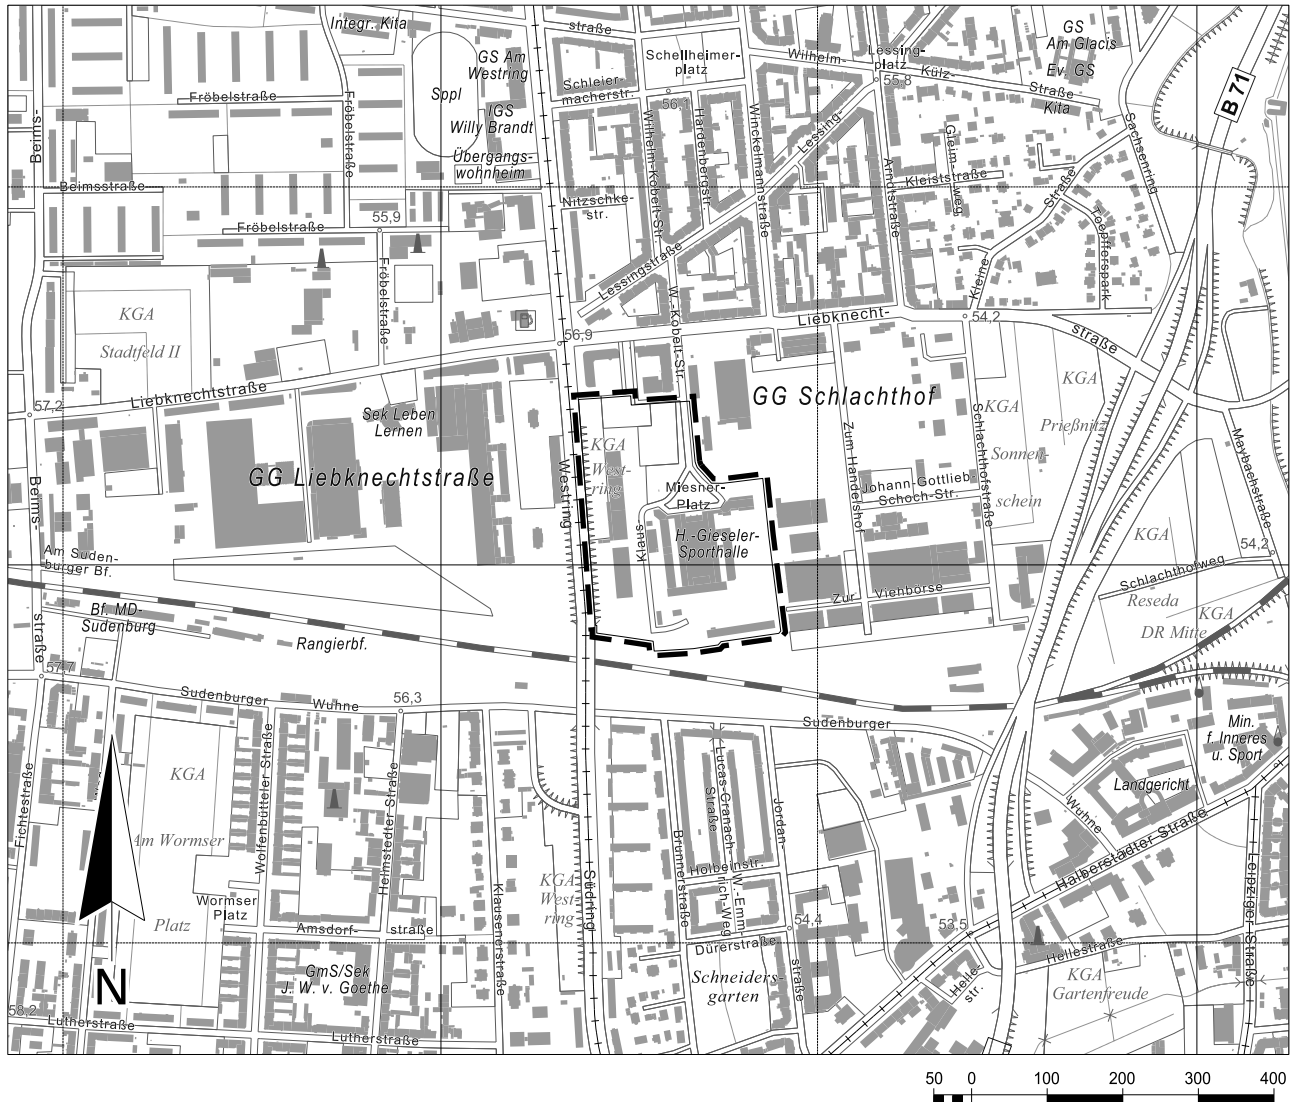 Integr. Kita
straße
Schellheimer-
platz
Wilhelm-
Lessing-
platz
55,8
Külz-
Straße
Kita
GS
Am Glacis
Ev. GS
B 71
GS Am
Westring
Sppl
IGS
Willy Brandt
Übergangs-
wohnheim
Schleier-
macherstr.
56,1
Fröbelstraße
Fröbelstraße
Beims-
Beimsstraße
Wilhelm-Kobelt-Str.
Hardenbergstr.
Winckelmannstraße
Lessing-
Arndtstraße
Gleim-
weg
Kleiststraße
Straße
Sachsenring
Toepfferspark
Kleine
Nitzschke-
str.
55,9
Fröbelstraße
Fröbelstraße
Lessingstraße
W.-Kobelt-Str.
Liebknecht-
54,2
straße
56,9
KGA
Stadtfeld II
Liebknechtstraße
57,2
Sek Leben
Lernen
GG Liebknechtstraße
GG Schlachthof
KGA
West-
ring
Westring
Miesner-
Platz
Klaus-
H.-Gieseler-
Sporthalle
Zum Handelshof
Johann-Gottlieb-
Schoch-Str.
Schlachthofstraße
KGA
Prießnitz
KGA
Sonnen-
schein
Maybachstraße
KGA
54,2
Schlachthofweg
Reseda
KGA
DR Mitte
Zur Viehbörse
Beims-
straße
Am Suden-
burger Bf.
Bf. MD-
Sudenburg
Rangierbf.
57,7
Sudenburger
Wuhne
56,3
Sudenburger
Wuhne
Min.
f. Inneres
u. Sport
Landgericht
Halberstädter Straße
Leipziger Straße
Fichtestraße
KGA
Am Wormser
Platz
Wolfenbütteler Straße
Helmstedter Straße
Wormser
Platz
Amsdorf-
straße
GmS/Sek
J. W. v. Goethe
Klausenerstraße
KGA
West-
ring
Südring
Brunnerstraße
Lucas-Cranach-
Straße
Holbeinstr.
W.-Emm-
rich-Weg
Jordan-
straße
54,4
Dürerstraße
Schneiders-
garten
53,5
Helle-
str.
Hellestraße
KGA
Gartenfreude
N
58,2
Lutherstraße
Lutherstraße
50 0 100 200 300 400